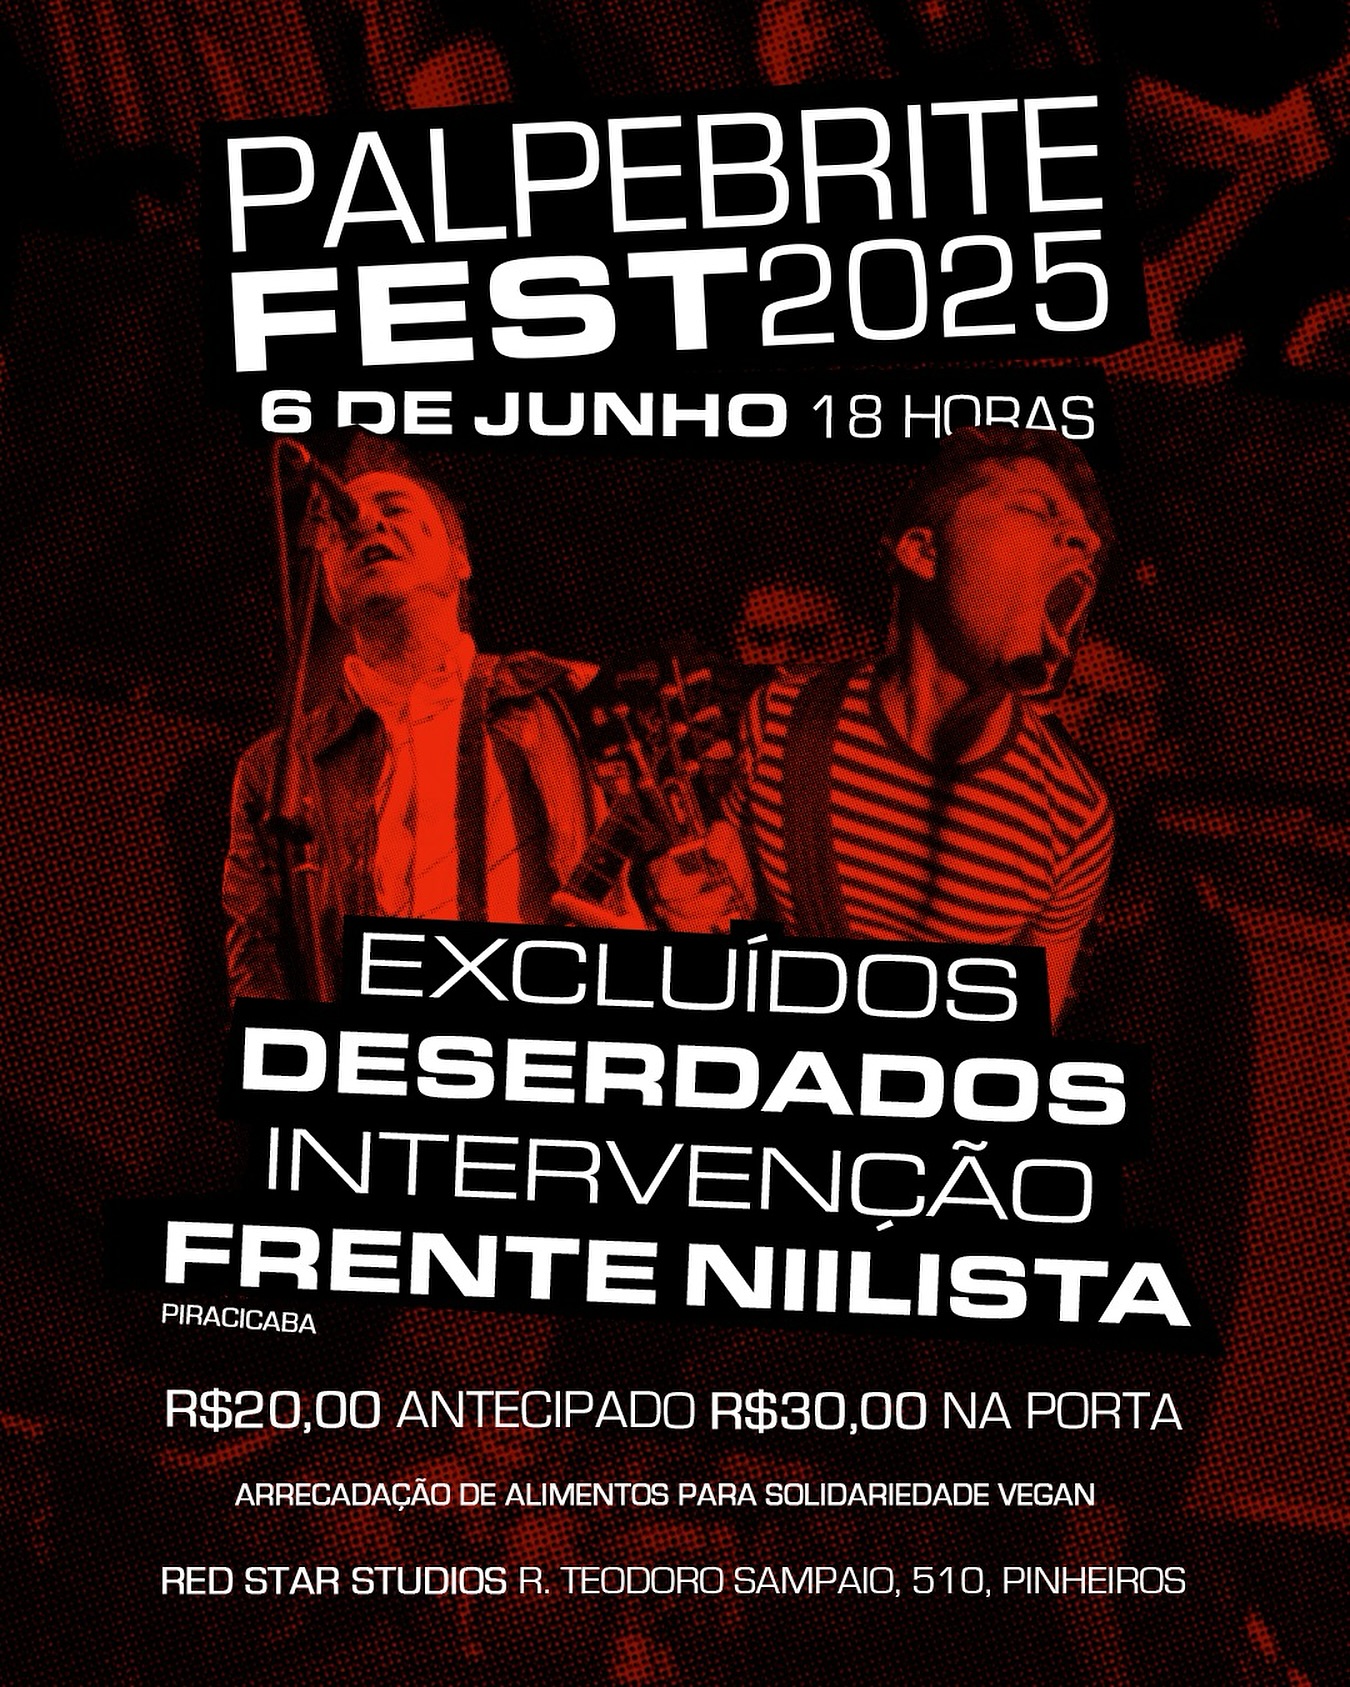 PALPEBRITE
FEST2025
6 DE JUNHO 18 HORAS
EXCLUÍDOS
DESERDADOS
INTERVENÇÃO
FRENTE NIILISTA
PIRACICABA
R$20,00 ANTECIPADO R$30,00 NA PORTA
ARRECADAÇÃO DE ALIMENTOS PARA SOLIDARIEDADE VEGAN
RED STAR STUDIOS R. TEODORO SAMPAIO, 510, PINHEIROS